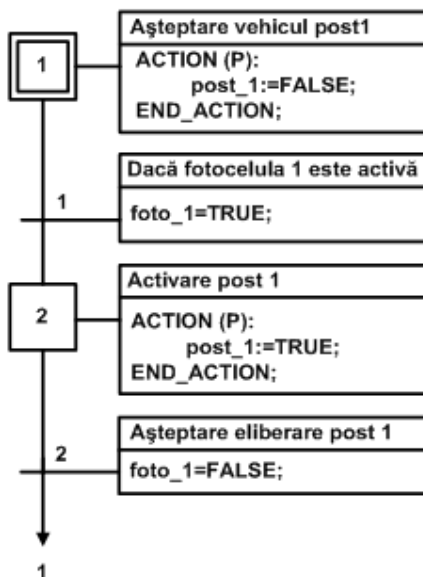 Aşteptare vehicul post1
1
ACTION (P):
post_1:=FALSE;
END_ACTION;
Dacă fotocelula 1 este activă
1
foto_1=TRUE;
Activare post 1
2
ACTION (P):
post_1:=TRUE;
END_ACTION;
Aşteptare eliberare post 1
2
foto_1=FALSE;
1